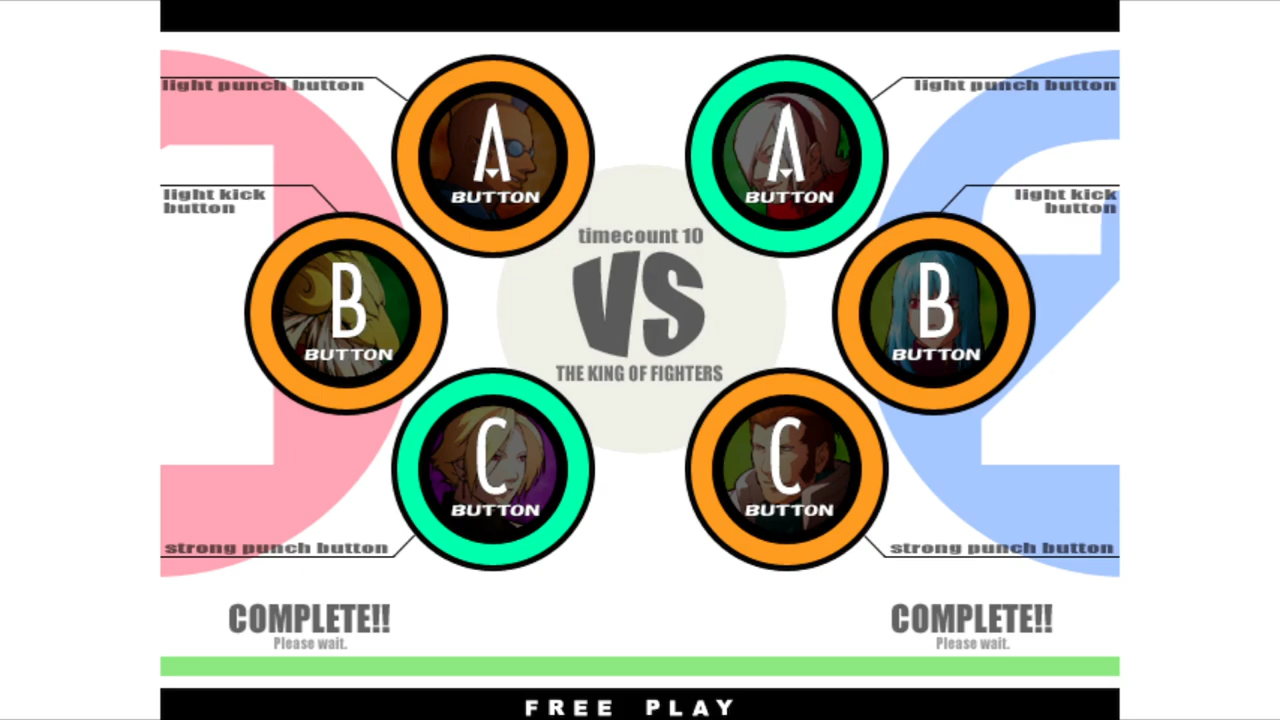 light punch button
light punch button
A
BUTTON
A
BUTTON
light kick
button
light kick
button
timecount 10
VS
THE KING OF FIGHTERS
B
BUTTON
B
BUTTON
C
BUTTON
C
BUTTON
strong punch button
strong punch button
COMPLETE!!
Please wait.
COMPLETE!!
Please wait.
FREE PLAY
1
2